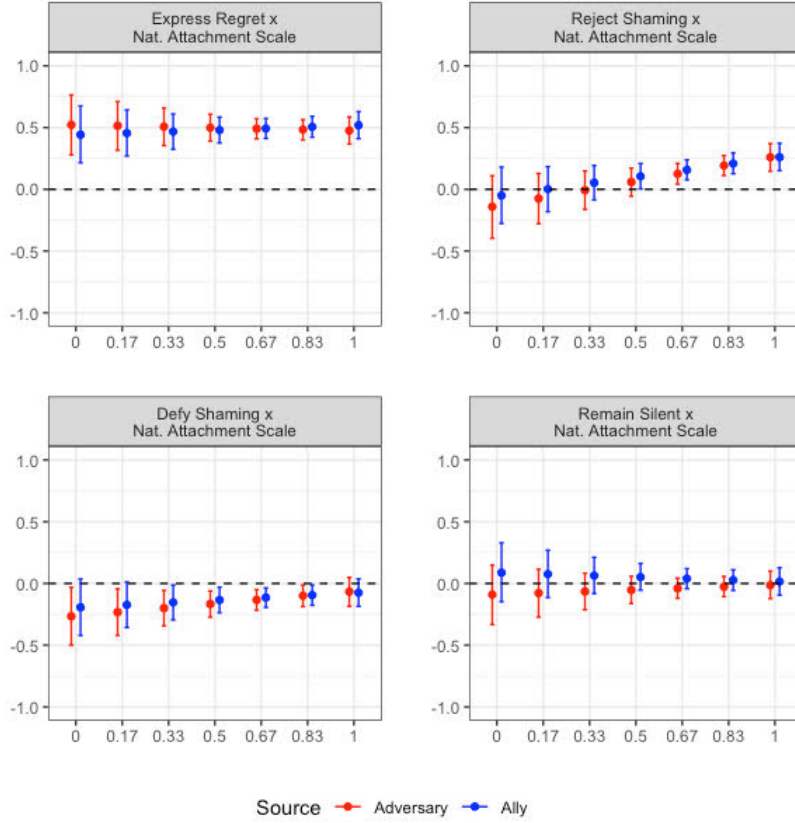 Express Regret x
Nat. Attachment Scale
1.0
0.5
0.0
-0.5
-1.0
0 0.17 0.33 0.5 0.67 0.83 1
Reject Shaming x
Nat. Attachment Scale
1.0
0.5
0.0
-0.5
-1.0
0 0.17 0.33 0.5 0.67 0.83 1
Defy Shaming x
Nat. Attachment Scale
1.0
0.5
0.0
-0.5
-1.0
0 0.17 0.33 0.5 0.67 0.83 1
Remain Silent x
Nat. Attachment Scale
1.0
0.5
0.0
-0.5
-1.0
0 0.17 0.33 0.5 0.67 0.83 1
Source Adversary Ally